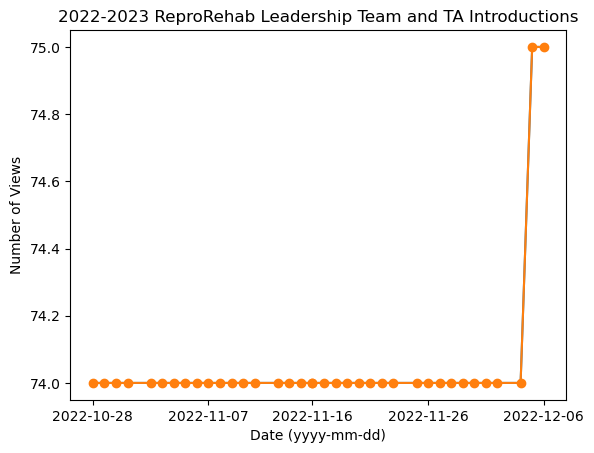 2022-2023 ReproRehab Leadership Team and TA Introductions
75.0
74.8
74.6
74.4
74.2
74.0
Number of Views
2022-10-28 2022-11-07 2022-11-16 2022-11-26 2022-12-06
Date (yyyy-mm-dd)